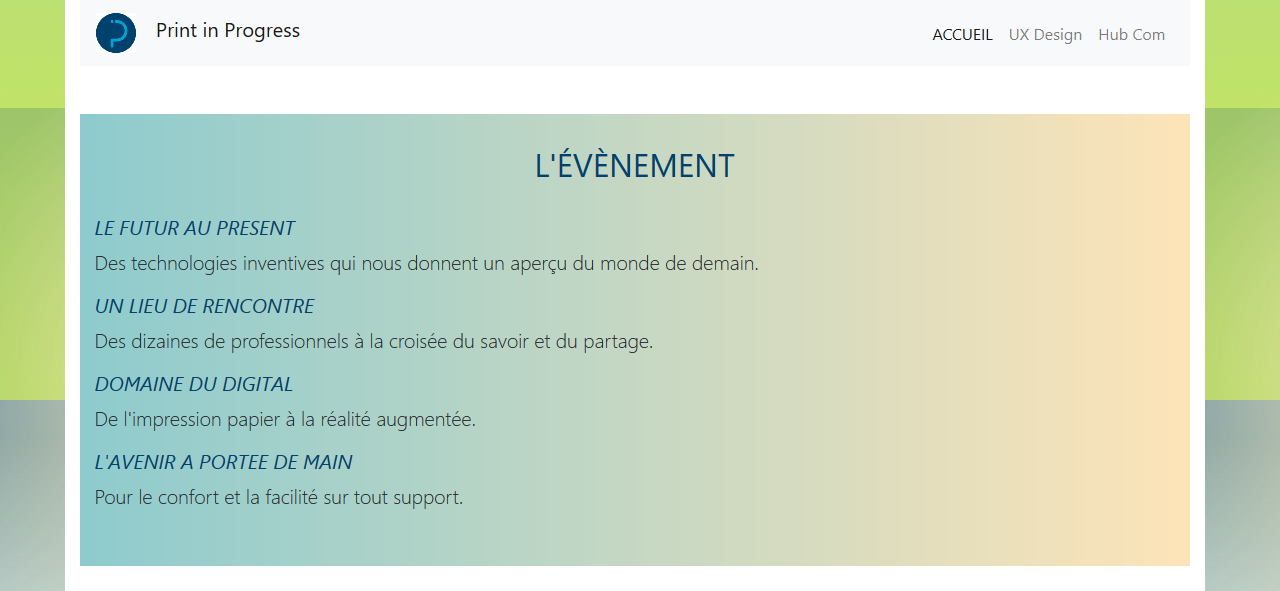 Print in Progress
ACCUEIL UX Design Hub Com
L'ÉVÈNEMENT
LE FUTUR AU PRESENT
Des technologies inventives qui nous donnent un aperçu du monde de demain.
UN LIEU DE RENCONTRE
Des dizaines de professionnels à la croisée du savoir et du partage.
DOMAINE DU DIGITAL
De l'impression papier à la réalité augmentée.
L'AVENIR A PORTEE DE MAIN
Pour le confort et la facilité sur tout support.